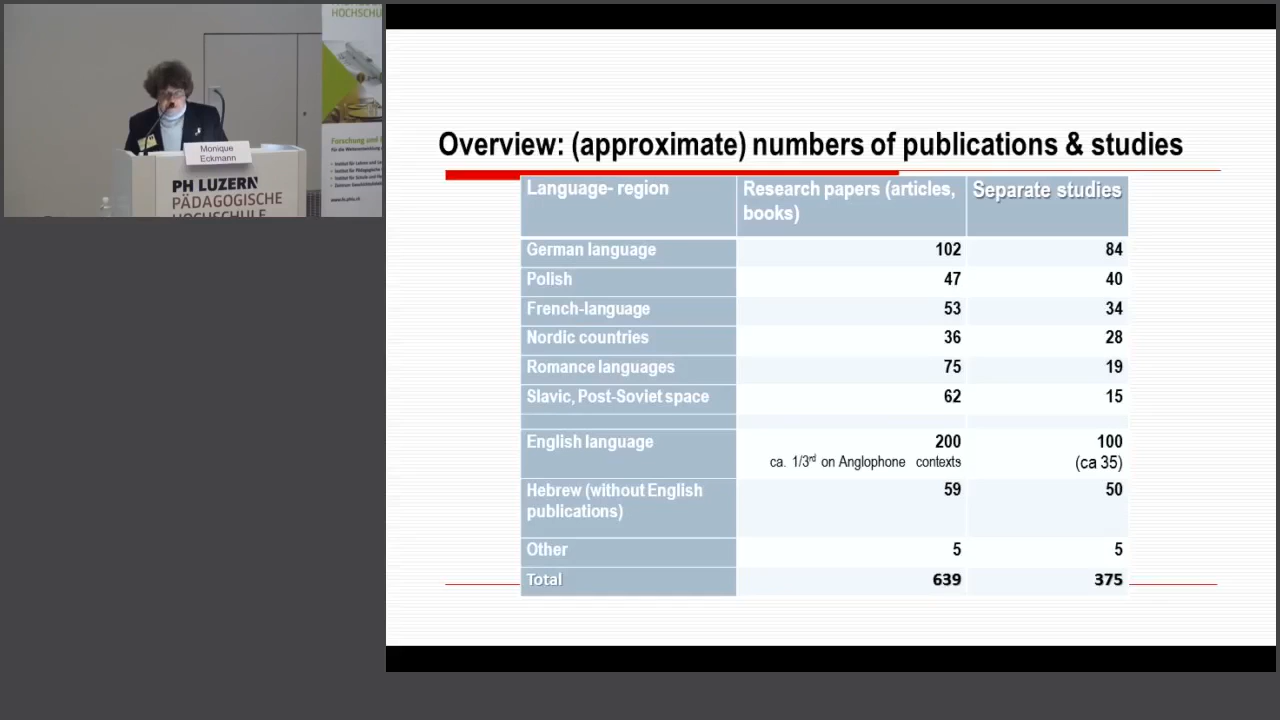 HOCHSCHUL
Monique
Eckmann
PH LUZERN
PÄDAGOGISCHE
HOCHSCHULE
Overview: (approximate) numbers of publications & studies
Language- region Research papers (articles, books) Separate studies
German language 102 84
Polish 47 40
French-language 53 34
Nordic countries 36 28
Romance languages 75 19
Slavic, Post-Soviet space 62 15
English language 200 100
ca. 1/3rd on Anglophone contexts (ca 35)
Hebrew (without English publications) 59 50
Other 5 5
Total 639 375